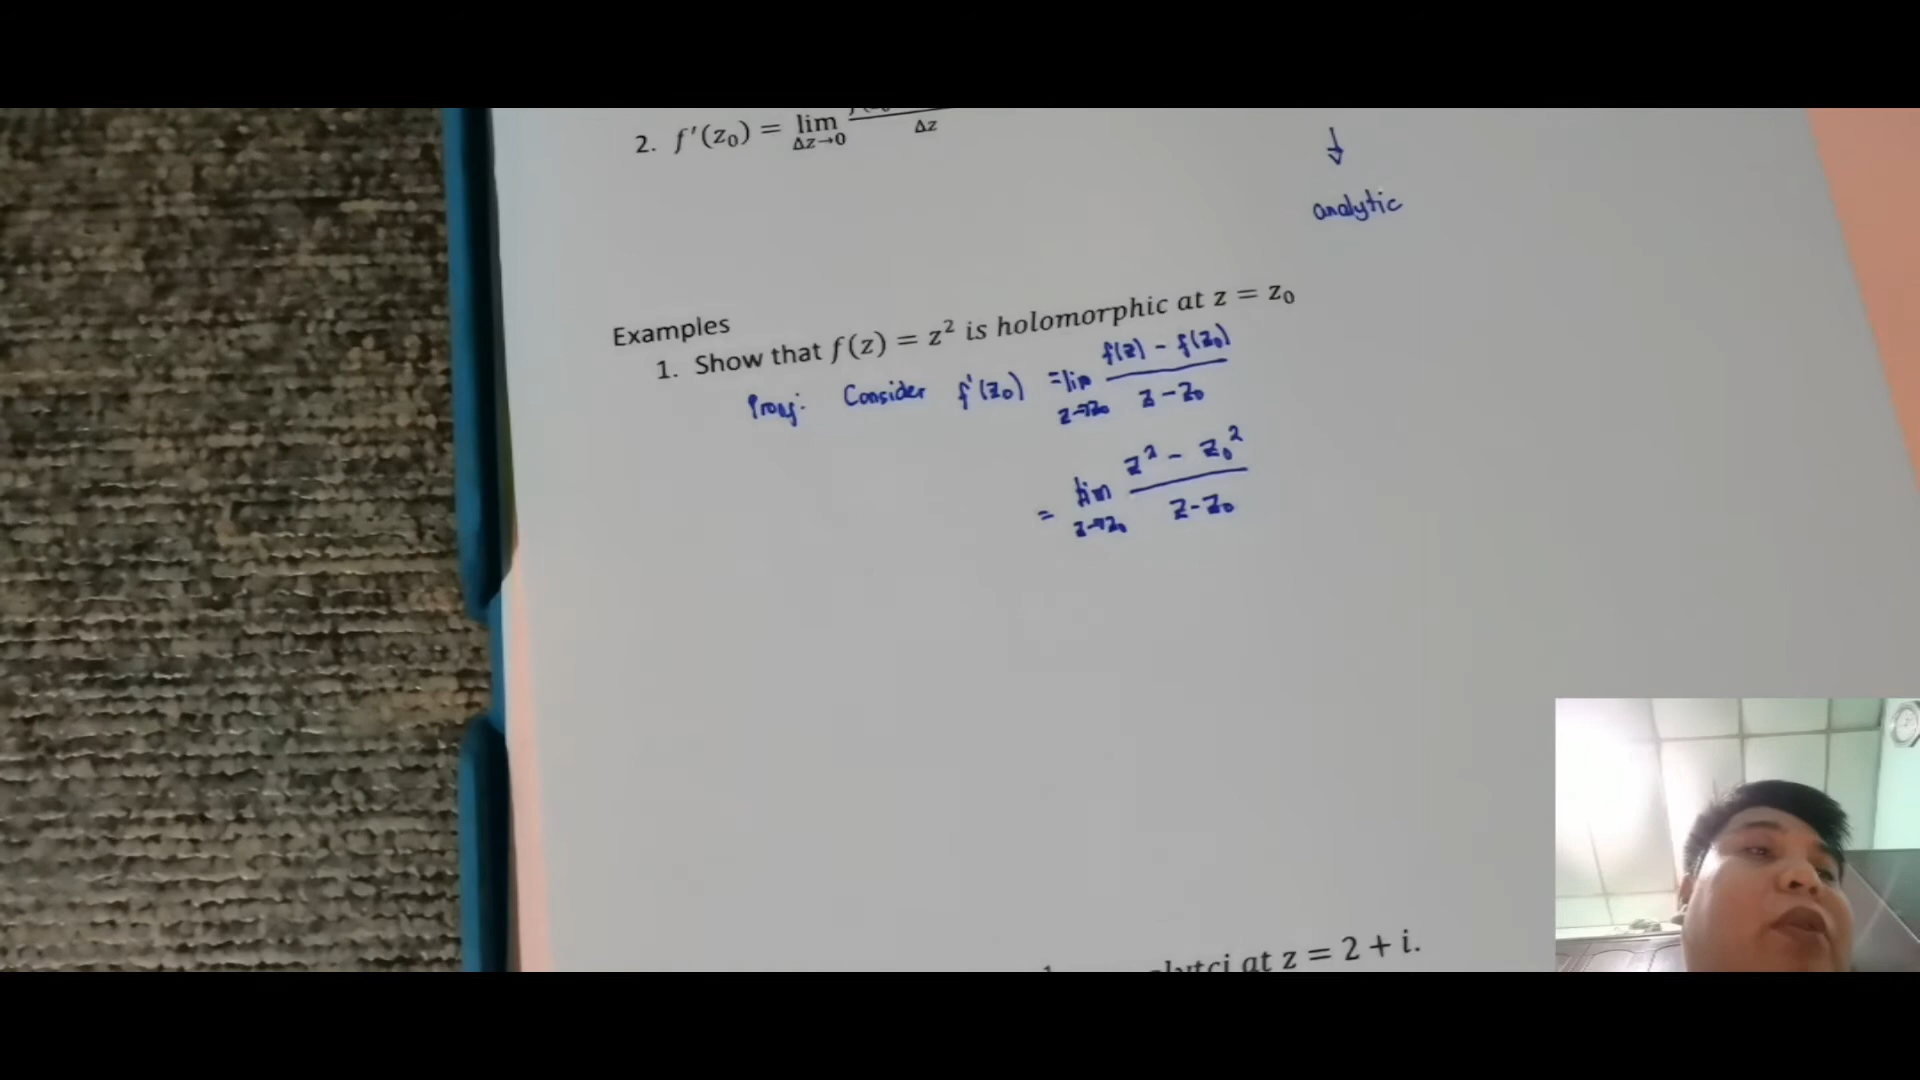 2. f'(z₀) = lim Δz→0 / Δz
↓
analytic
Examples
1. Show that f(z) = z² is holomorphic at z = z₀
Proof: Consider f'(z₀) = lim z→z₀ f(z) - f(z₀) / z - z₀
= lim z→z₀ z² - z₀² / z - z₀
at z = 2 + i.